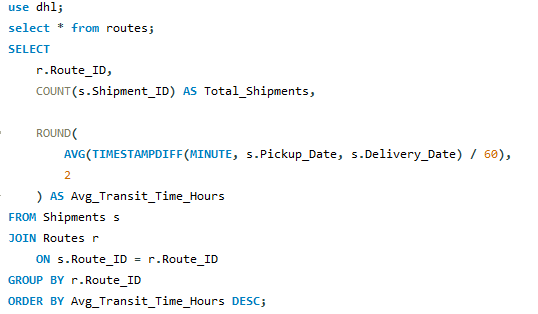 use dhl;
select * from routes;
SELECT
r.Route_ID,
COUNT(s.Shipment_ID) AS Total_Shipments,
ROUND(
AVG(TIMESTAMPDIFF(MINUTE, s.Pickup_Date, s.Delivery_Date) / 60),
2
) AS Avg_Transit_Time_Hours
FROM Shipments s
JOIN Routes r
ON s.Route_ID = r.Route_ID
GROUP BY r.Route_ID
ORDER BY Avg_Transit_Time_Hours DESC;